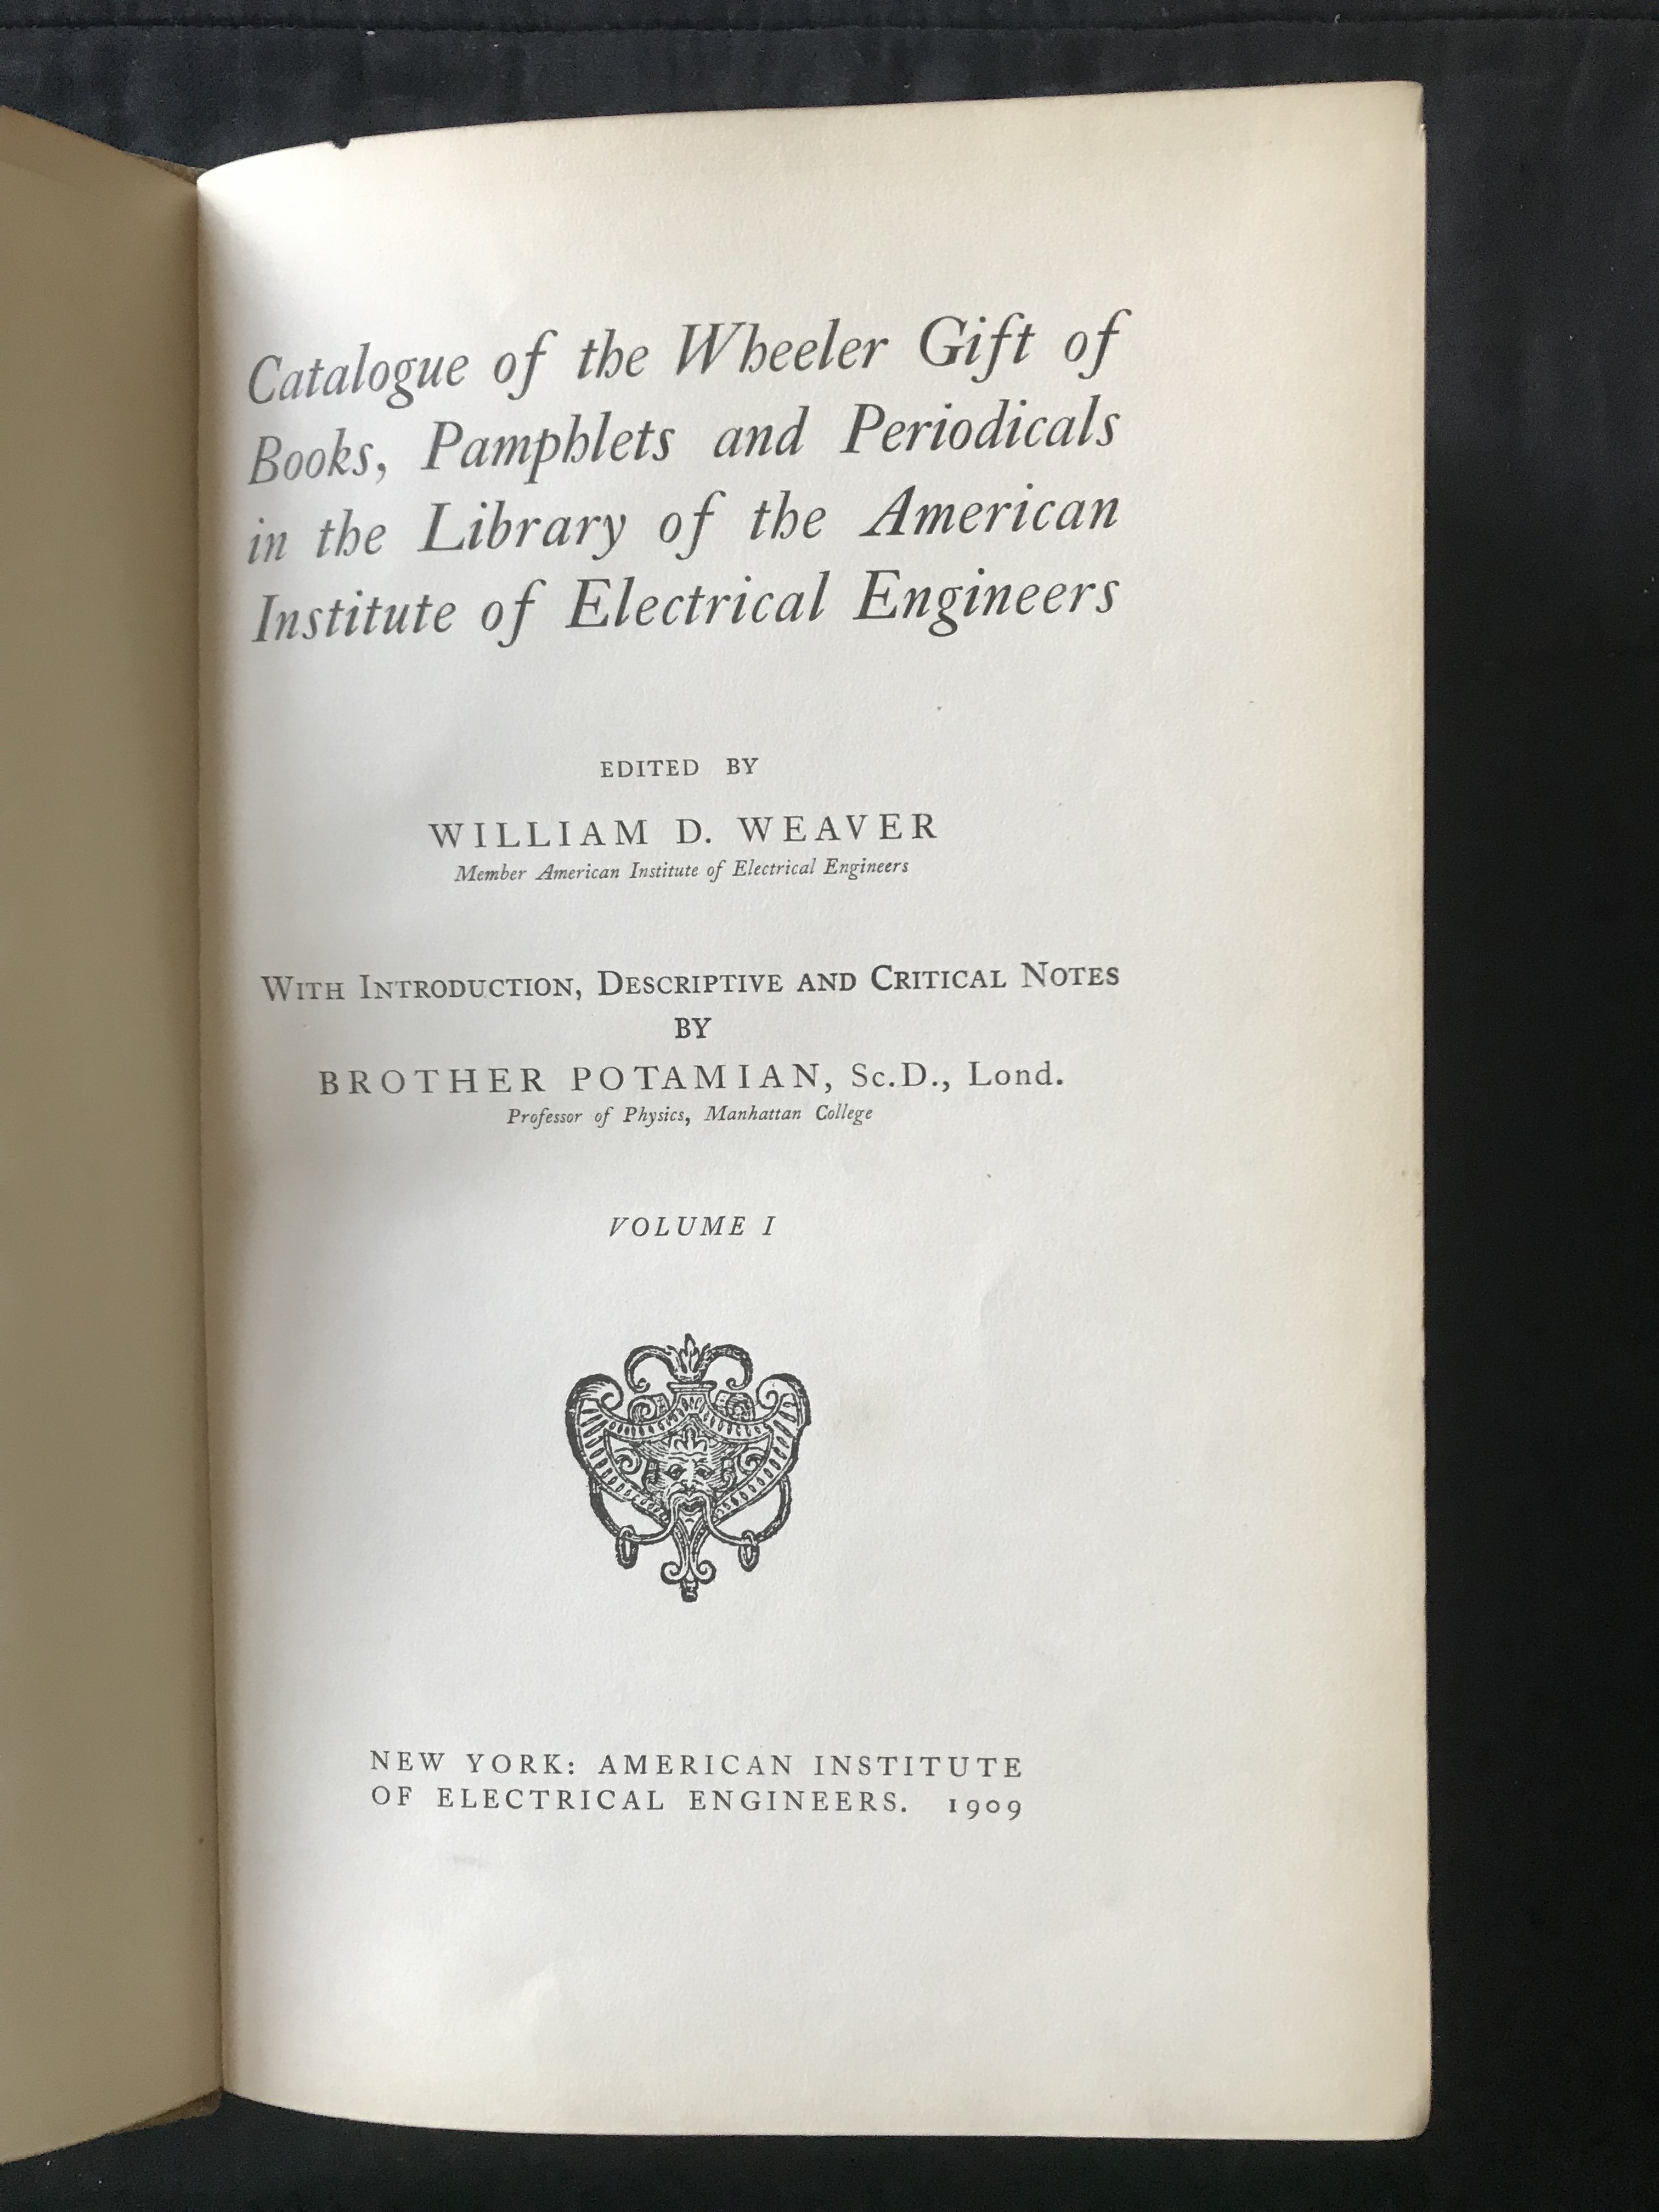 Catalogue of the Wheeler Gift of
Books, Pamphlets and Periodicals
in the Library of the American
Institute of Electrical Engineers
EDITED BY
WILLIAM D. WEAVER
Member American Institute of Electrical Engineers
WITH INTRODUCTION, DESCRIPTIVE AND CRITICAL NOTES
BY
BROTHER POTAMIAN, Sc.D., Lond.
Professor of Physics, Manhattan College
VOLUME I
NEW YORK: AMERICAN INSTITUTE
OF ELECTRICAL ENGINEERS. 1909